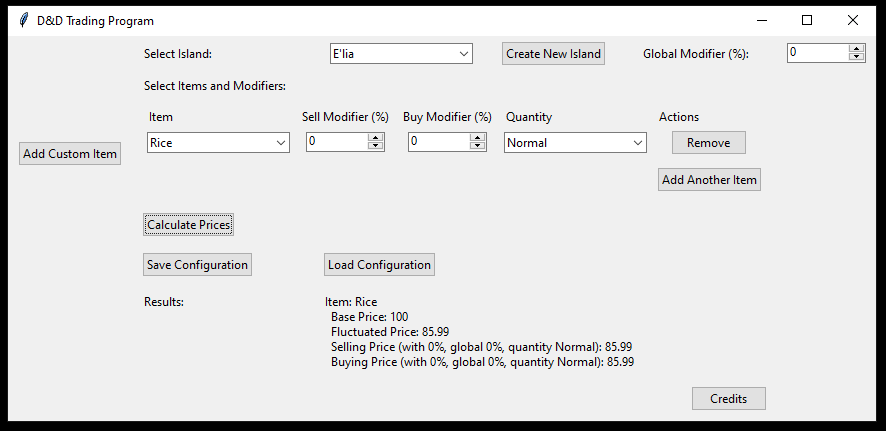 D&D Trading Program
Select Island: E'lia Create New Island Global Modifier (%): 0
Select Items and Modifiers:
Item Sell Modifier (%) Buy Modifier (%) Quantity Actions
Rice 0 0 Normal Remove
Add Custom Item
Add Another Item
Calculate Prices
Save Configuration Load Configuration
Results: Item: Rice
Base Price: 100
Fluctuated Price: 85.99
Selling Price (with 0%, global 0%, quantity Normal): 85.99
Buying Price (with 0%, global 0%, quantity Normal): 85.99
Credits